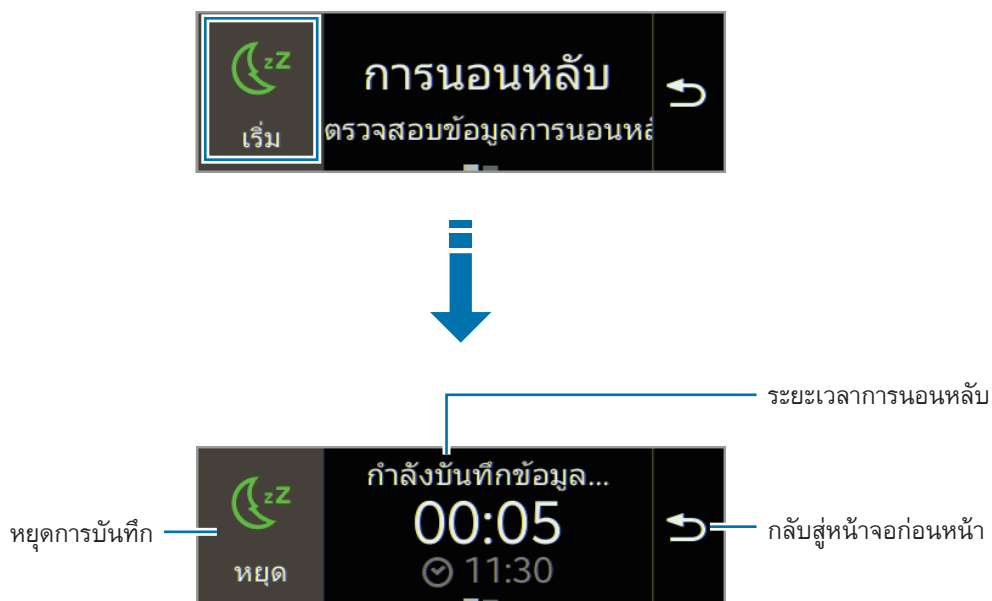 zZ
การนอนหลับ
เริ่ม
ตรวจสอบข้อมูลการนอนหลั
ระยะเวลาการนอนหลับ
กำลังบันทึกข้อมูล...
zZ
00:05
หยุดการบันทึก
กลับสู่หน้าจอก่อนหน้า
หยุด
11:30